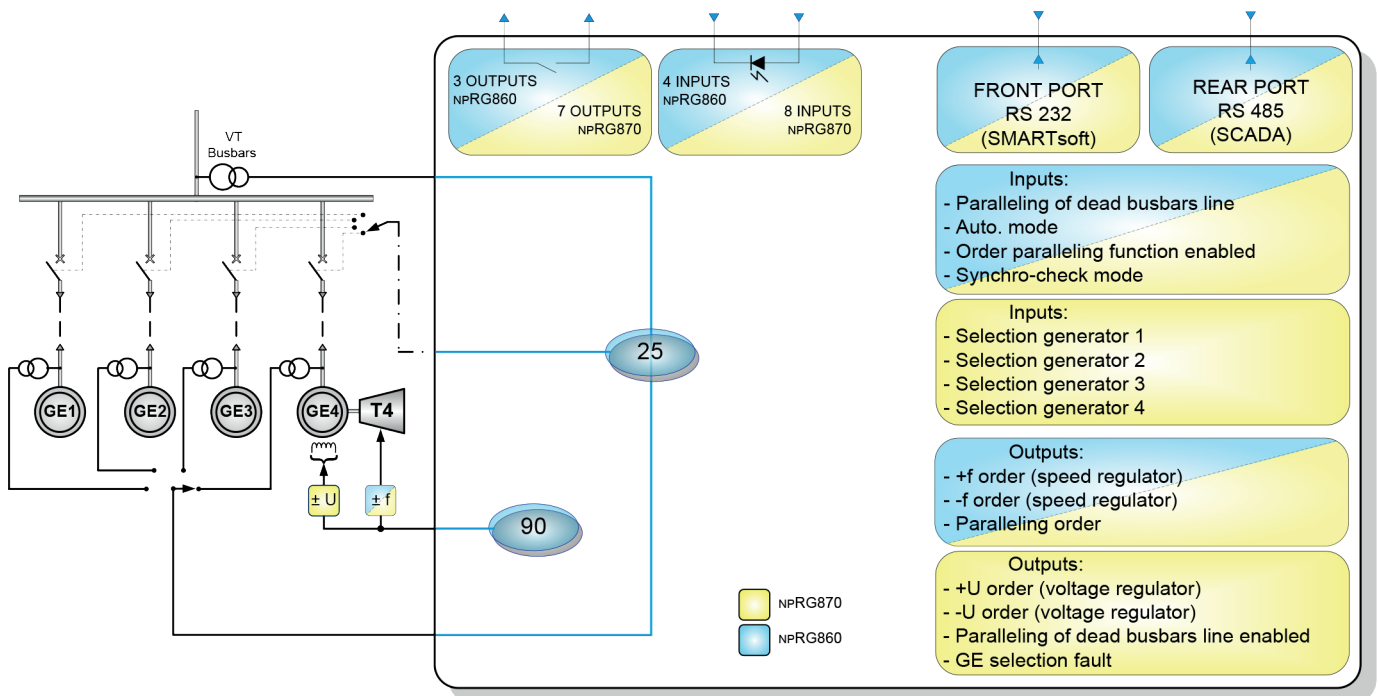 3 OUTPUTS
NPRG860
7 OUTPUTS
NPRG870
4 INPUTS
NPRG860
8 INPUTS
NPRG870
FRONT PORT
RS 232
(SMARTsoft)
REAR PORT
RS 485
(SCADA)
VT
Busbars
Inputs:
- Paralleling of dead busbars line
- Auto. mode
- Order paralleling function enabled
- Synchro-check mode
Inputs:
- Selection generator 1
- Selection generator 2
- Selection generator 3
- Selection generator 4
25
GE1
GE2
GE3
GE4
T4
± U
± f
90
Outputs:
- +f order (speed regulator)
- -f order (speed regulator)
- Paralleling order
Outputs:
- +U order (voltage regulator)
- -U order (voltage regulator)
- Paralleling of dead busbars line enabled
- GE selection fault
NPRG870
NPRG860